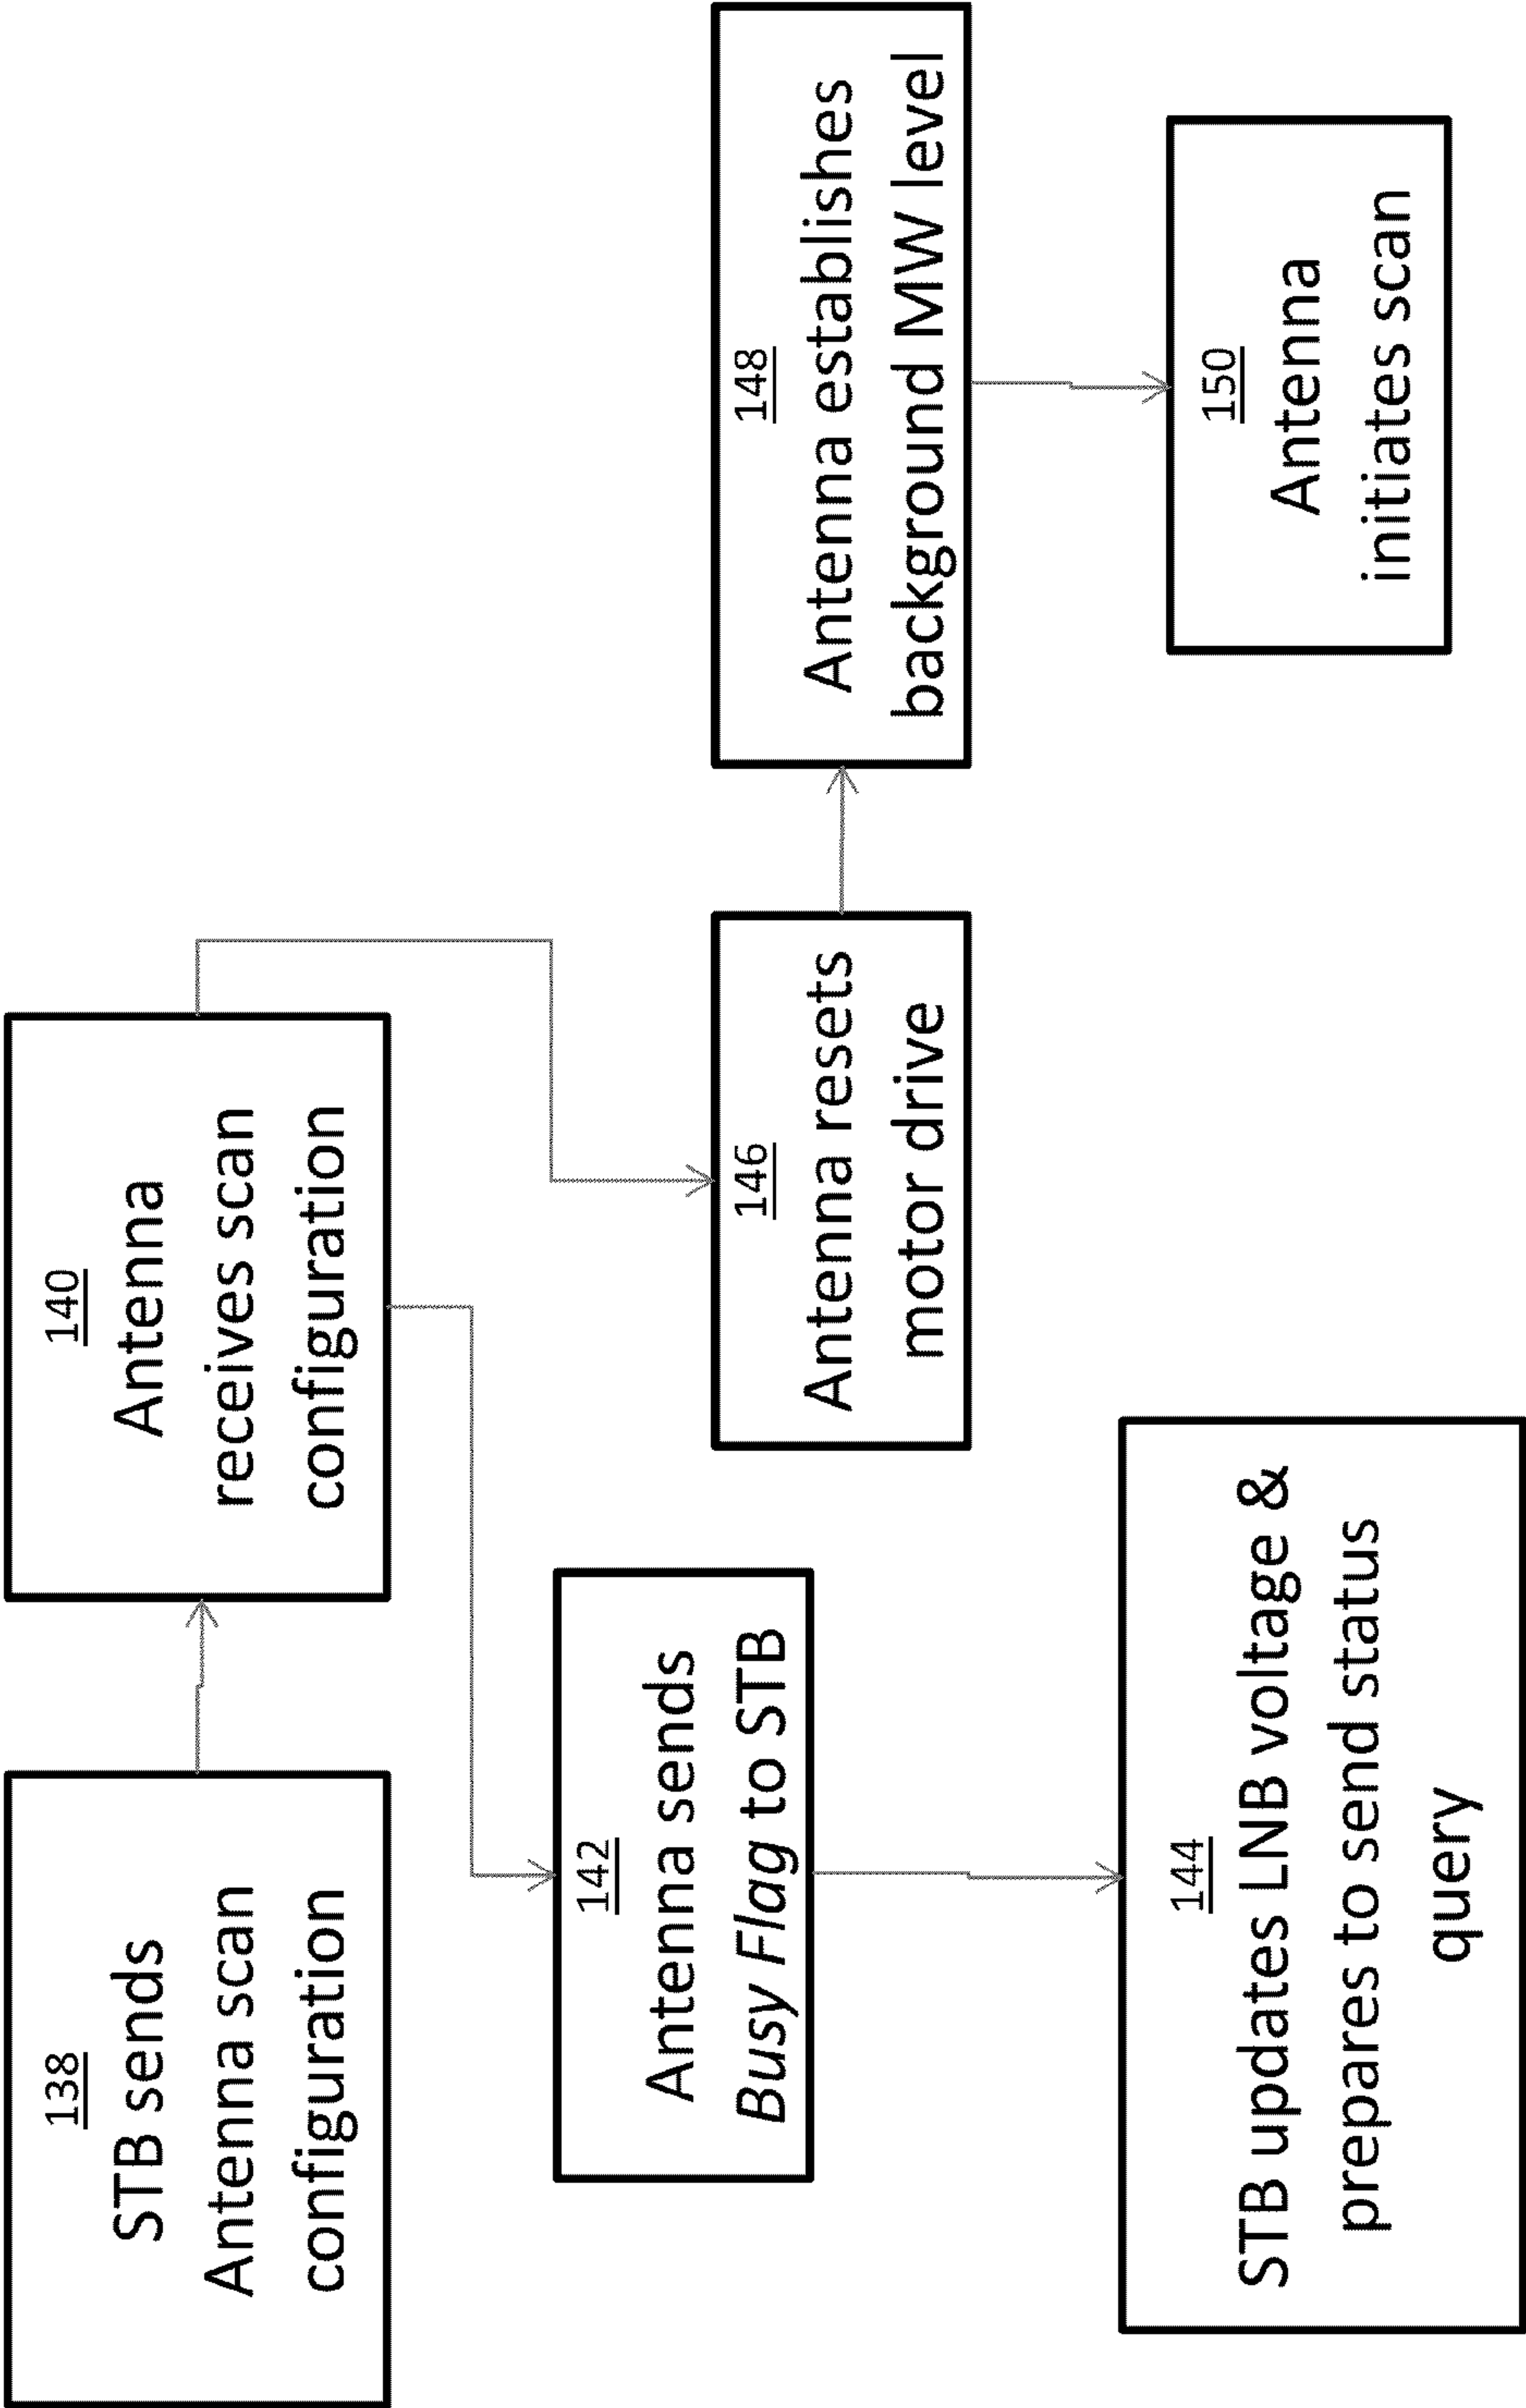 138
STB sends
Antenna scan
configuration
140
Antenna
receives scan
configuration
142
Antenna sends
Busy Flag to STB
144
STB updates LNB voltage &
prepares to send status
query
146
Antenna resets
motor drive
148
Antenna establishes
background MW level
150
Antenna
initiates scan